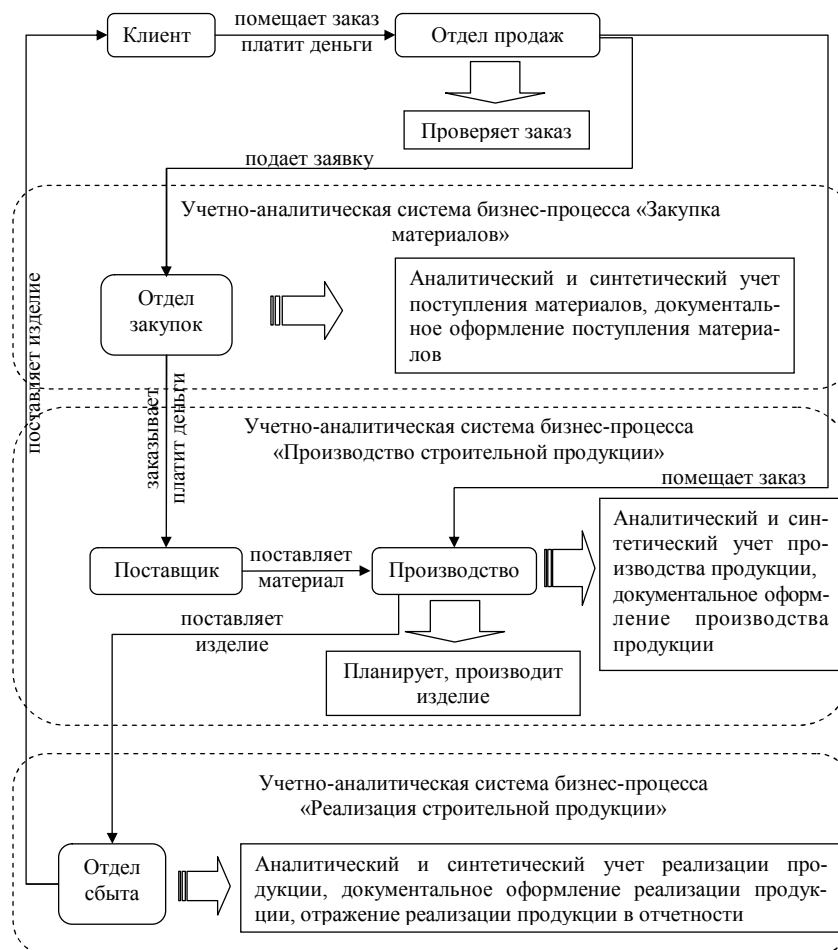 Клиент
помещает заказ
платит деньги
Отдел продаж
Проверяет заказ
подает заявку
Учетно-аналитическая система бизнес-процесса «Закупка
материалов»
Отдел
закупок
Аналитический и синтетический учет
поступления материалов, документаль-
ное оформление поступления материа-
лов
поставляет изделие
заказывает
платит деньги
Учетно-аналитическая система бизнес-процесса
«Производство строительной продукции»
помещает заказ
Поставщик
поставляет
материал
Производство
Аналитический и син-
тетический учет про-
изводства продукции,
документальное оформ-
ление производства
продукции
поставляет
изделие
Планирует, производит
изделие
Учетно-аналитическая система бизнес-процесса
«Реализация строительной продукции»
Отдел
сбыта
Аналитический и синтетический учет реализации про-
дукции, документальное оформление реализации продук-
ции, отражение реализации продукции в отчетности